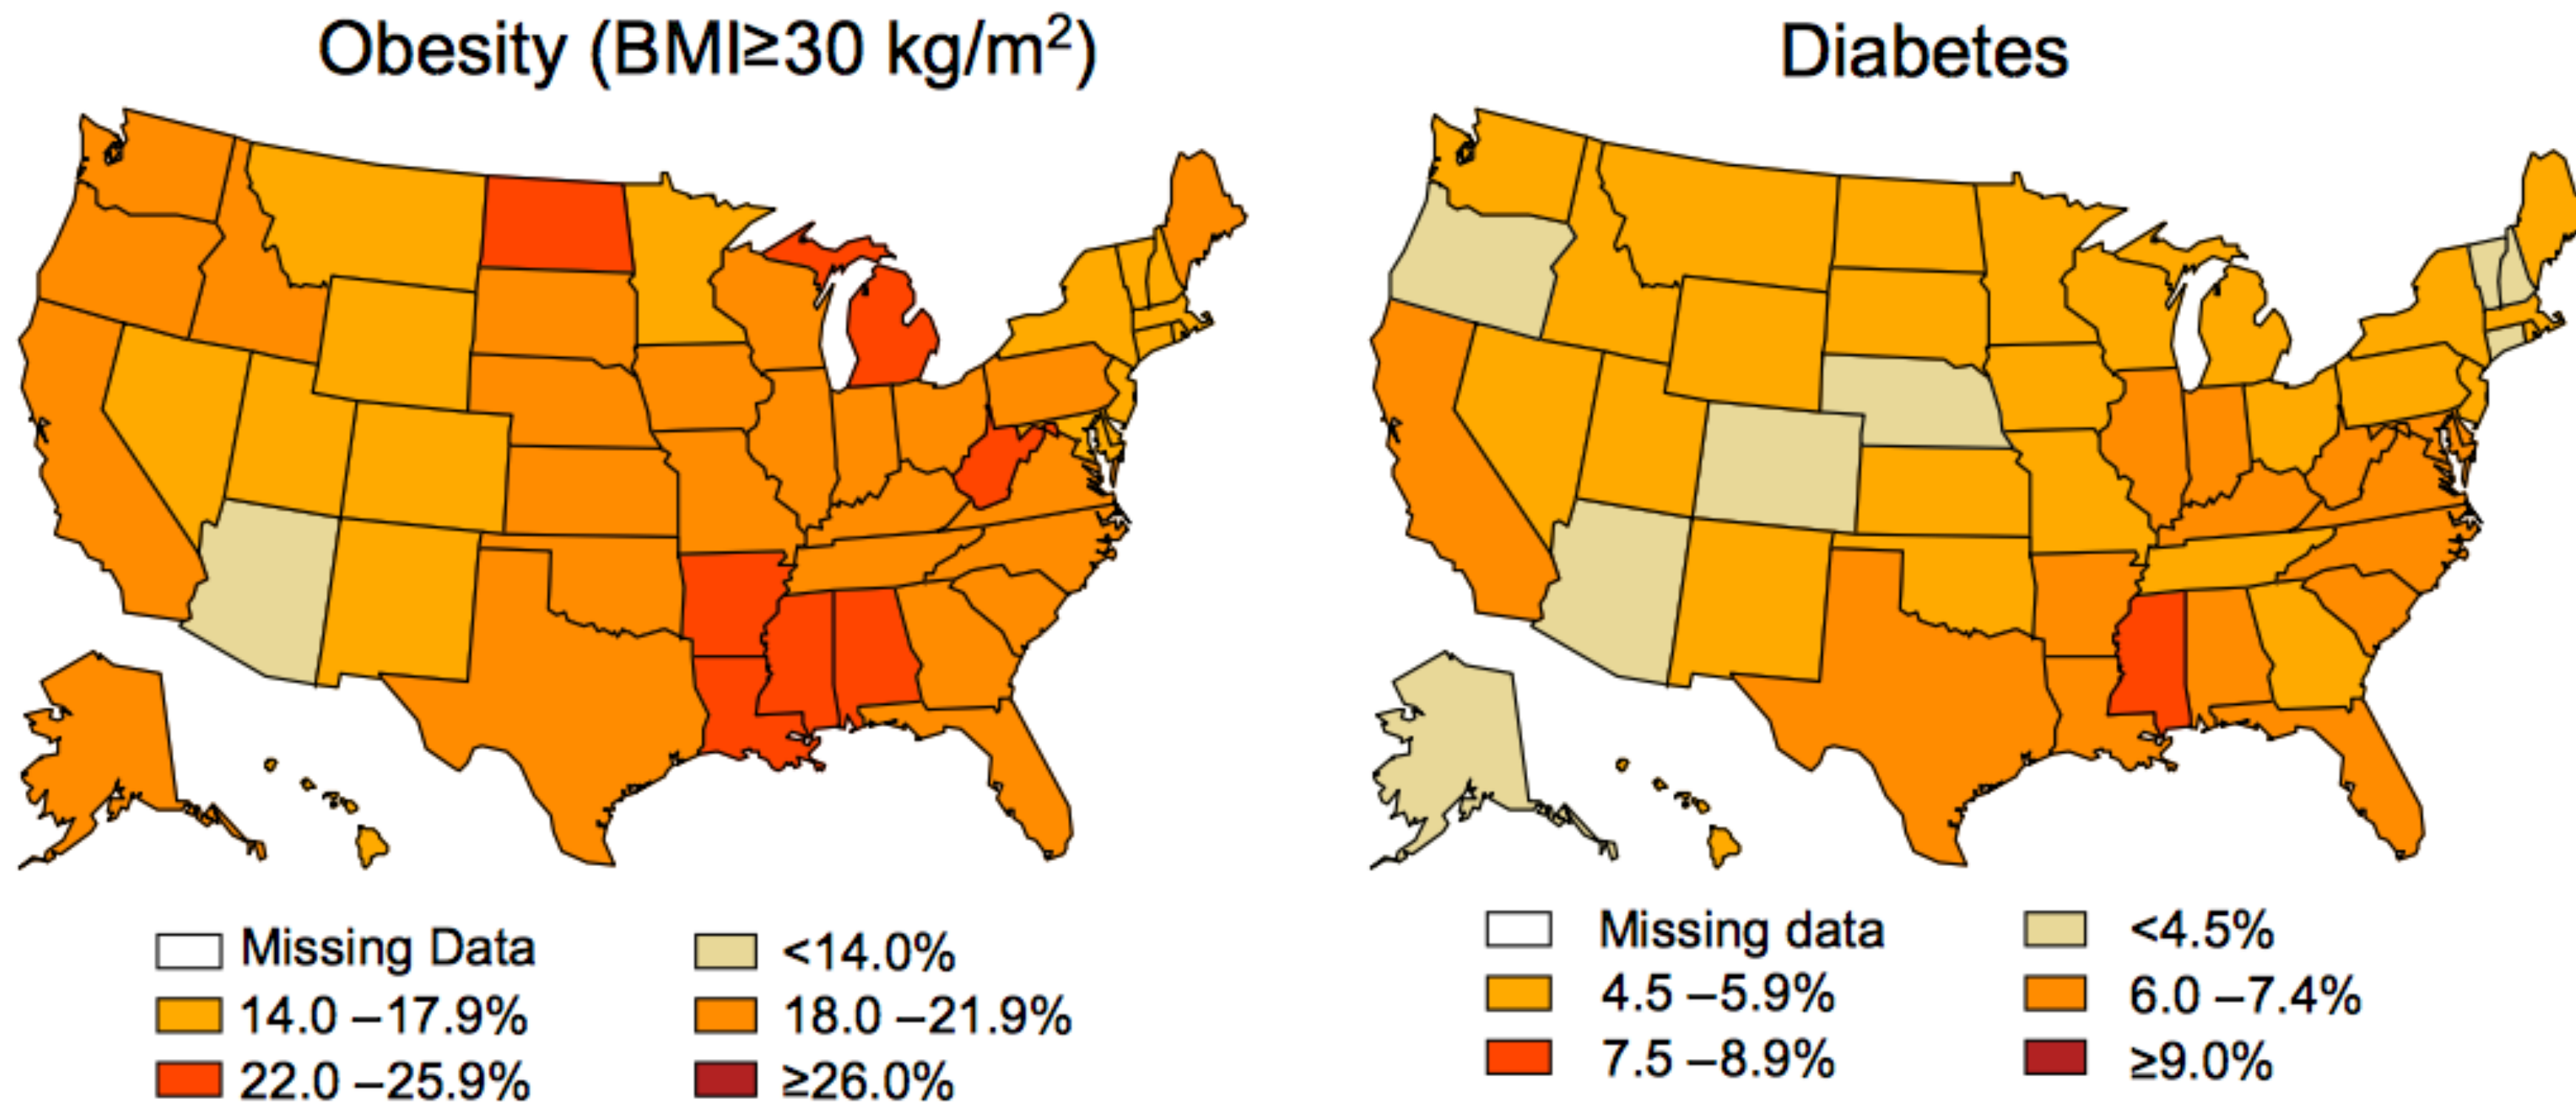 Obesity (BMI≥30 kg/m²)
Missing Data
<14.0%
14.0 –17.9%
18.0 –21.9%
22.0 –25.9%
≥26.0%
Diabetes
Missing data
<4.5%
4.5 –5.9%
6.0 –7.4%
7.5 –8.9%
≥9.0%